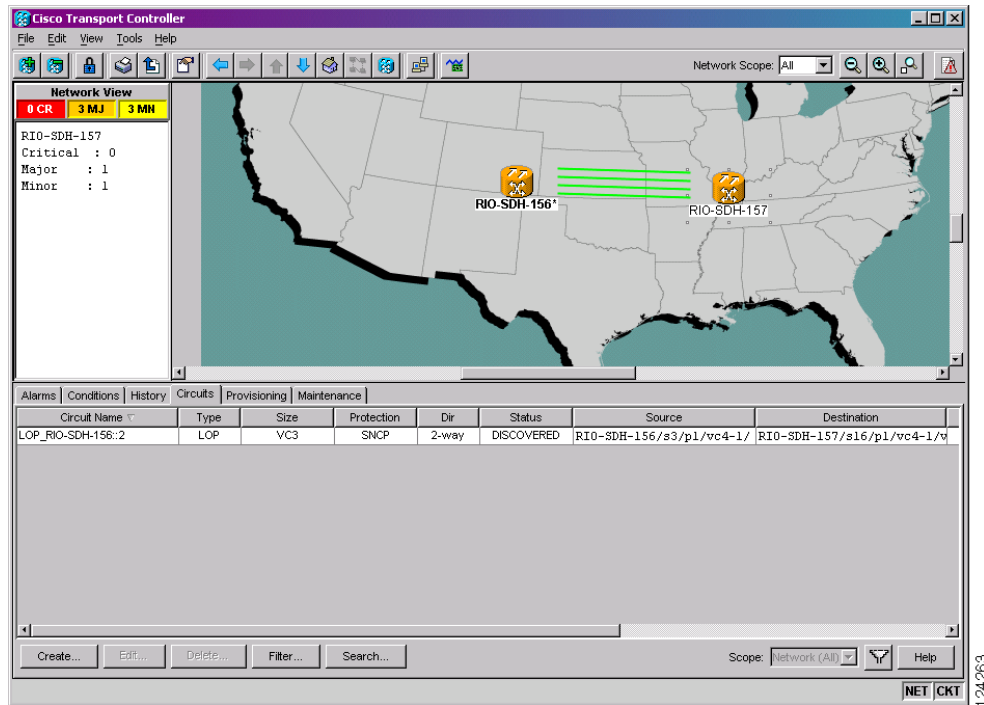 Cisco Transport Controller
File Edit View Tools Help
Network Scope: All
Network View
0 CR 3 MJ 3 MN
RIO-SDH-157
Critical : 0
Major : 1
Minor : 1
RIO-SDH-156*
RIO-SDH-157
Alarms Conditions History Circuits Provisioning Maintenance
Circuit Name Type Size Protection Dir Status Source Destination
LOP_RIO-SDH-156::2 LOP VC3 SNCP 2-way DISCOVERED RIO-SDH-156/s3/p1/vc4-1/ RIO-SDH-157/s16/p1/vc4-1/v
Create... Edit... Delete... Filter... Search... Scope: Network (All) Help
NET CKT
124263